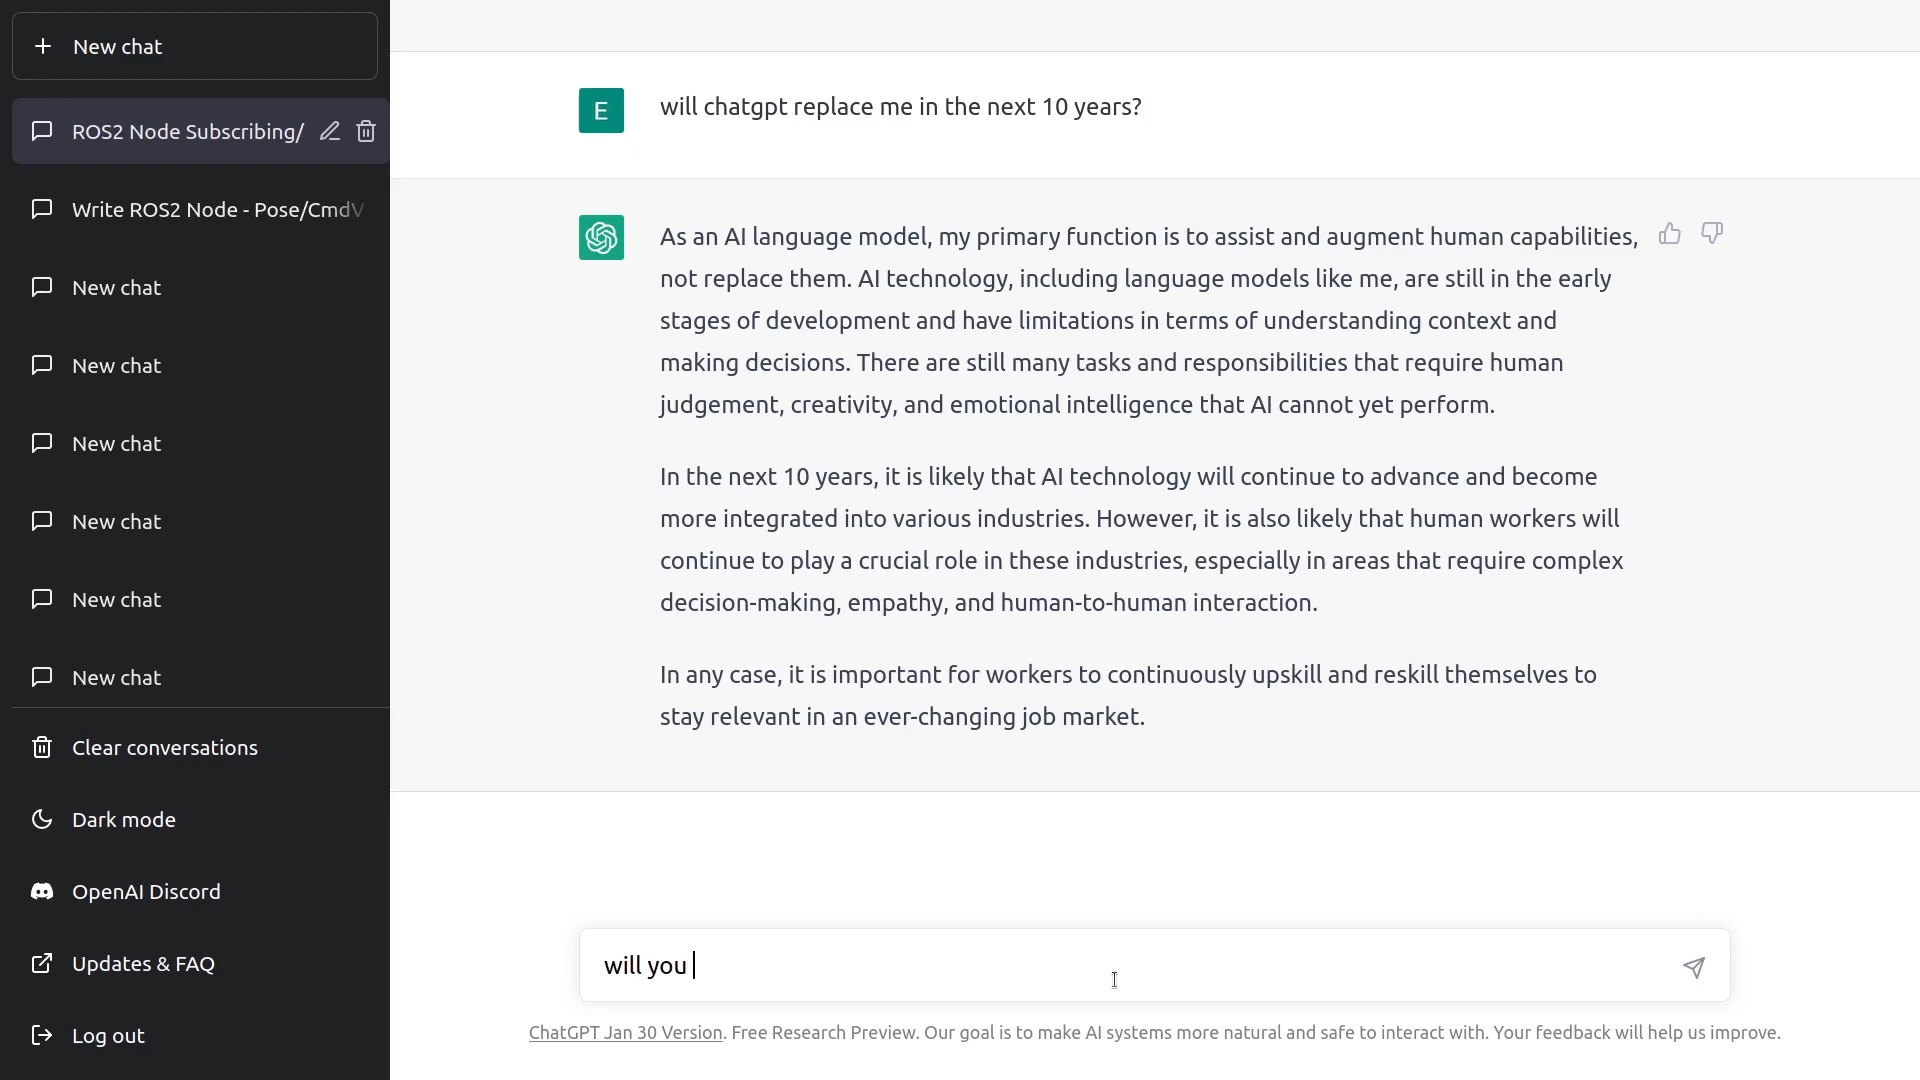 New chat
ROS2 Node Subscribing/
Write ROS2 Node - Pose/CmdV
New chat
New chat
New chat
New chat
New chat
New chat
Clear conversations
Dark mode
OpenAI Discord
Updates & FAQ
Log out
E
will chatgpt replace me in the next 10 years?
As an AI language model, my primary function is to assist and augment human capabilities,
not replace them. AI technology, including language models like me, are still in the early
stages of development and have limitations in terms of understanding context and
making decisions. There are still many tasks and responsibilities that require human
judgement, creativity, and emotional intelligence that AI cannot yet perform.
In the next 10 years, it is likely that AI technology will continue to advance and become
more integrated into various industries. However, it is also likely that human workers will
continue to play a crucial role in these industries, especially in areas that require complex
decision-making, empathy, and human-to-human interaction.
In any case, it is important for workers to continuously upskill and reskill themselves to
stay relevant in an ever-changing job market.
will you
ChatGPT Jan 30 Version. Free Research Preview. Our goal is to make AI systems more natural and safe to interact with. Your feedback will help us improve.